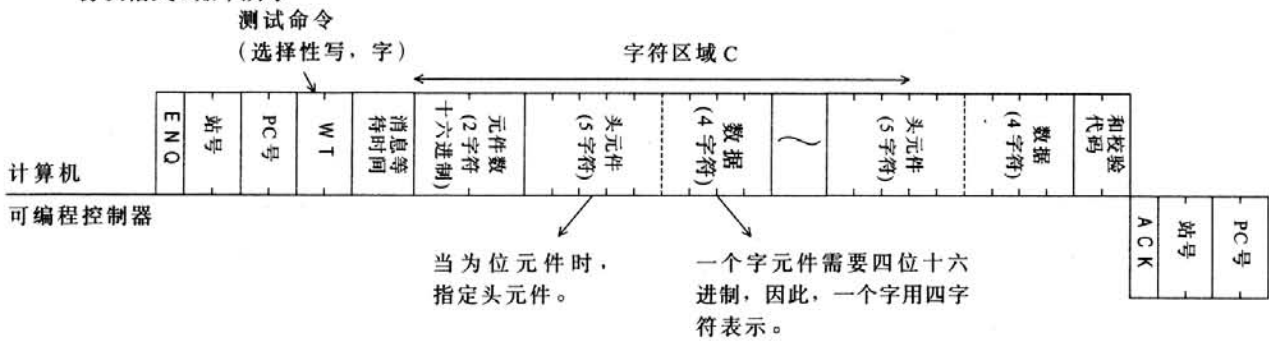 测试命令
(选择性写，字)
字符区域 C
计算机
ENQ
站号
PC 号
WT
消息等
待时间
元件数
(2 字符
十六进制)
头元件
(5 字符)
数据
(4 字符)
~
头元件
(5 字符)
数据
(4 字符)
和校验
代码
可编程控制器
ACK
站号
PC 号
当为位元件时，
指定头元件。
一个字元件需要四位十六
进制，因此，一个字用四字
符表示。